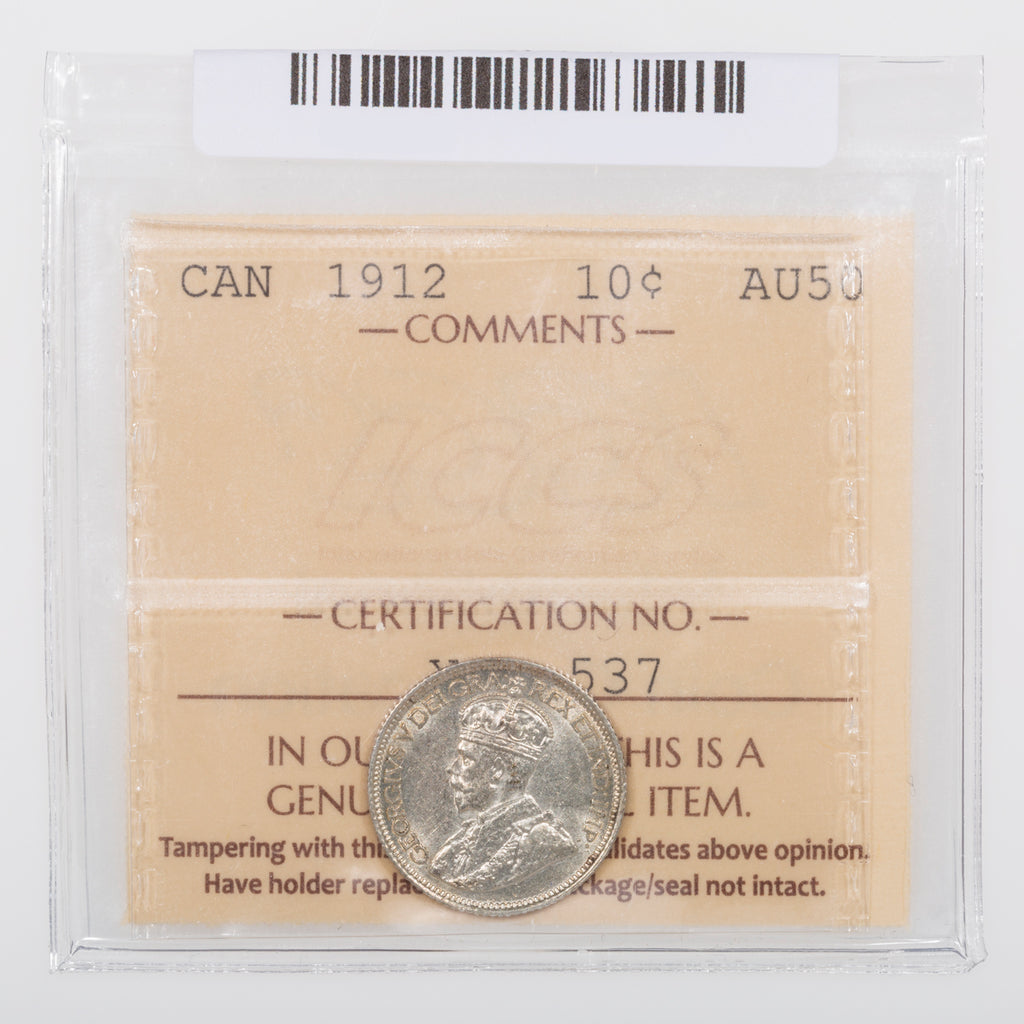 CAN 1912 10¢ AU50
— COMMENTS —
ICCS
— CERTIFICATION NO. —
537
IN OU HIS IS A
GENU ITEM.
Tampering with thi lidates above opinion.
Have holder replac ckage/seal not intact.
GEORGIVS V DEI GRA: REX ET IND: IMP: